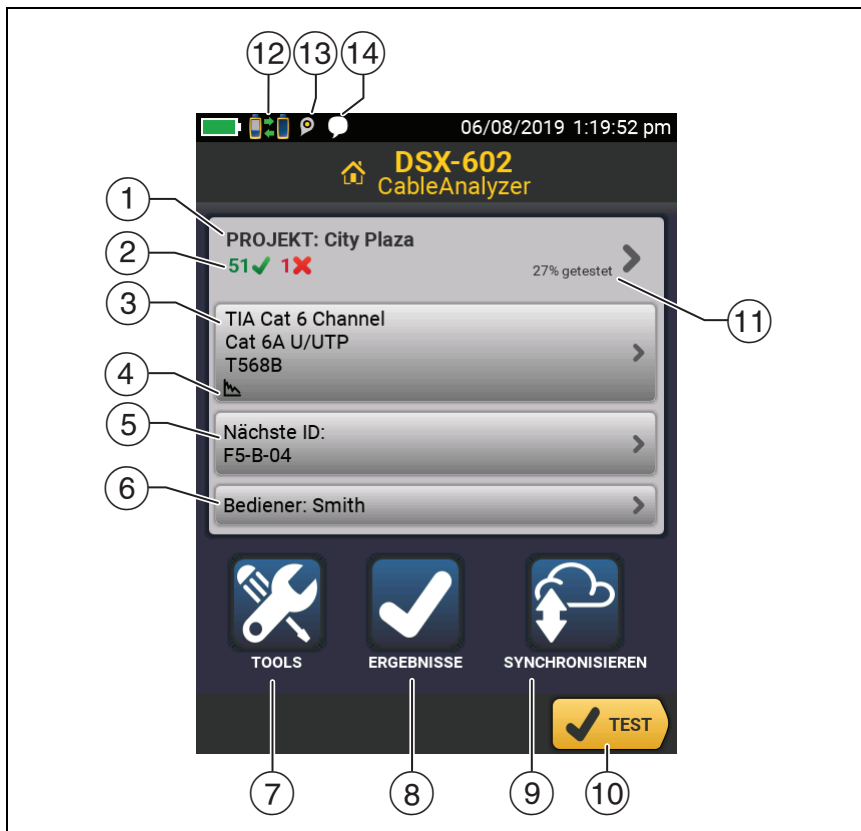 12 13 14
06/08/2019 1:19:52 pm
DSX-602
CableAnalyzer
1
PROJEKT: City Plaza
2
51 1
27% getestet
11
3
TIA Cat 6 Channel
Cat 6A U/UTP
T568B
4
5
Nächste ID:
F5-B-04
6
Bediener: Smith
TOOLS ERGEBNISSE SYNCHRONISIEREN
TEST
7 8 9 10